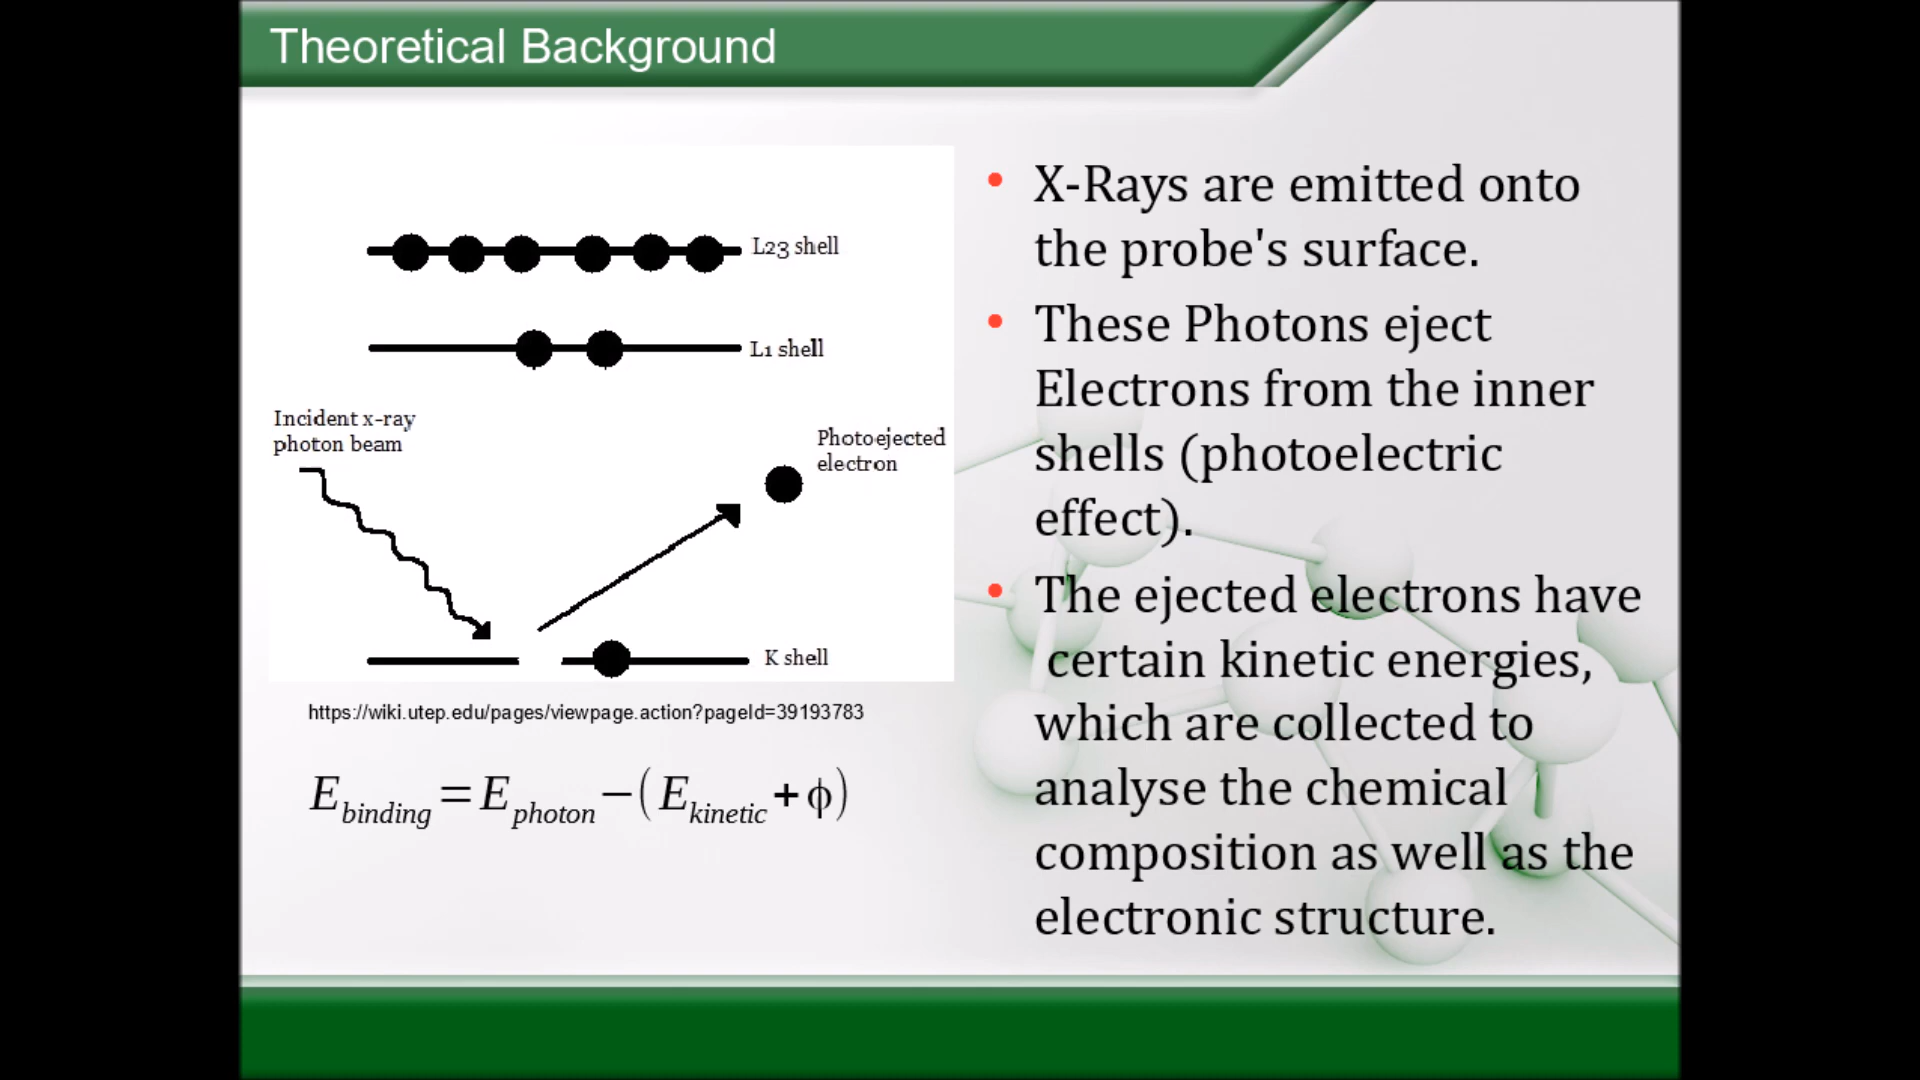 Theoretical Background
L23 shell
L1 shell
Incident x-ray
photon beam
Photoejected
electron
K shell
https://wiki.utep.edu/pages/viewpage.action?pageId=39193783
E_binding = E_photon − (E_kinetic + ϕ)
• X-Rays are emitted onto
the probe's surface.
• These Photons eject
Electrons from the inner
shells (photoelectric
effect).
• The ejected electrons have
certain kinetic energies,
which are collected to
analyse the chemical
composition as well as the
electronic structure.